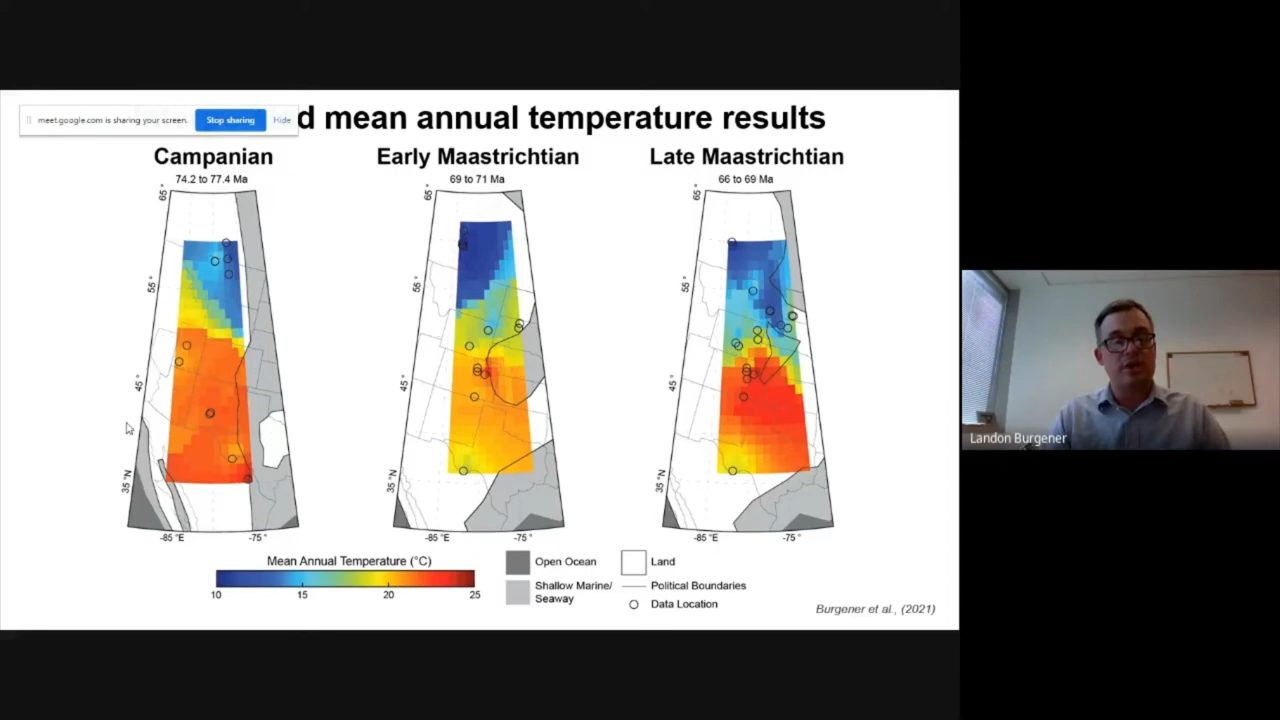 meet.google.com is sharing your screen. Stop sharing Hide
d mean annual temperature results
Campanian
74.2 to 77.4 Ma
Early Maastrichtian
69 to 71 Ma
Late Maastrichtian
66 to 69 Ma
65 °
55 °
45 °
35 °N
-85 °E
-75 °
65 °
55 °
45 °
35 °N
-85 °E
-75 °
65 °
55 °
45 °
35 °N
-85 °E
-75 °
Mean Annual Temperature (°C)
10 15 20 25
Open Ocean
Land
Shallow Marine/
Seaway
Political Boundaries
Data Location
Burgener et al., (2021)
Landon Burgener